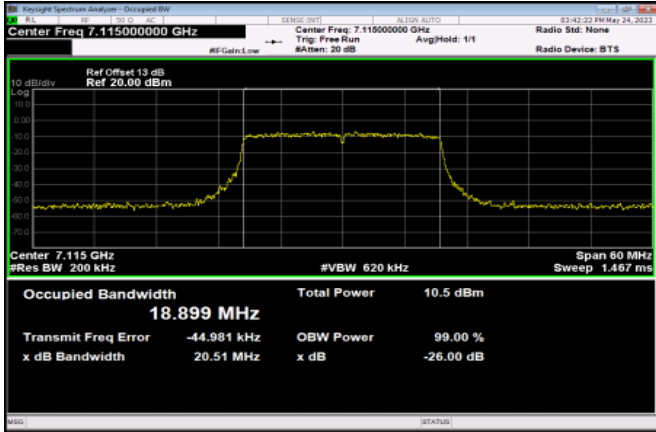 Keysight Spectrum Analyzer - Occupied BW
RL RF 50 Ω AC SENSE:INT ALIGN AUTO 03:42:22 PM May 24, 2023
Center Freq 7.115000000 GHz
Center Freq: 7.115000000 GHz Radio Std: None
Trig: Free Run Avg|Hold: 1/1
#IFGain:Low #Atten: 20 dB Radio Device: BTS
Ref Offset 13 dB
10 dB/div Ref 20.00 dBm
Log
10.0
0.00
-10.0
-20.0
-30.0
-40.0
-50.0
-60.0
-70.0
Center 7.115 GHz Span 60 MHz
#Res BW 200 kHz #VBW 620 kHz Sweep 1.467 ms
Occupied Bandwidth Total Power 10.5 dBm
18.899 MHz
Transmit Freq Error -44.981 kHz OBW Power 99.00 %
x dB Bandwidth 20.51 MHz x dB -26.00 dB
MSG STATUS